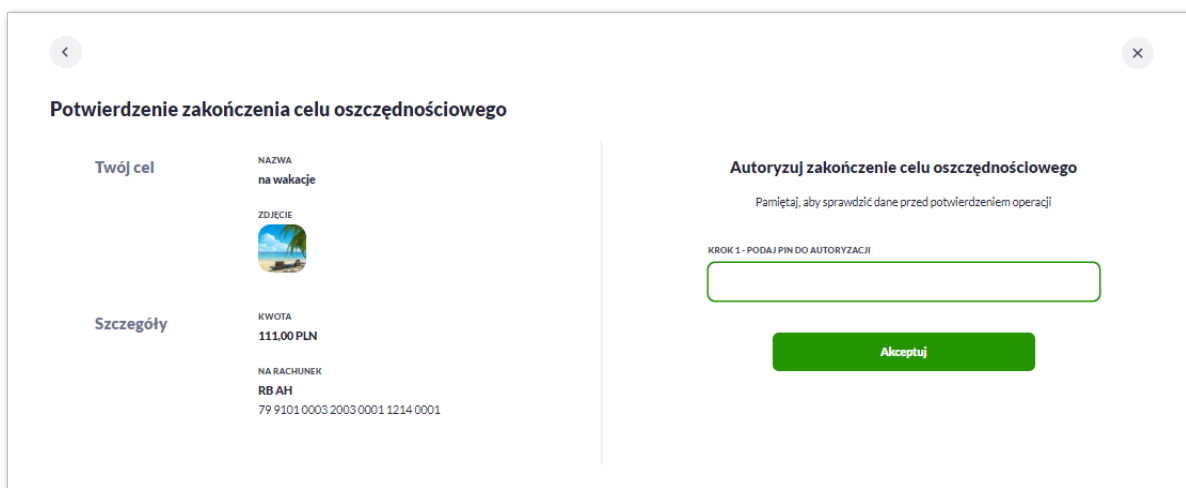 Potwierdzenie zakończenia celu oszczędnościowego
Twój cel
NAZWA
na wakacje
ZDJĘCIE
Szczegóły
KWOTA
111,00 PLN
NA RACHUNEK
RB AH
79 9101 0003 2003 0001 1214 0001
Autoryzuj zakończenie celu oszczędnościowego
Pamiętaj, aby sprawdzić dane przed potwierdzeniem operacji
KROK 1 - PODAJ PIN DO AUTORYZACJI
Akceptuj